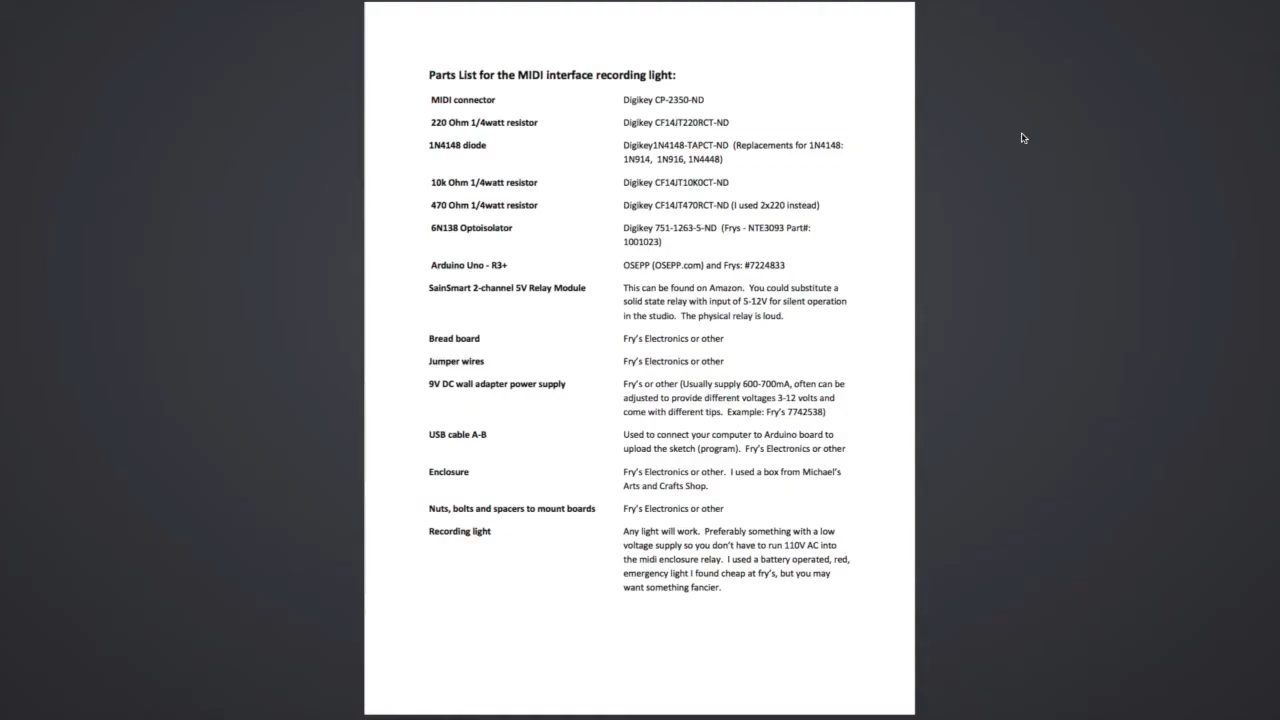 Parts List for the MIDI interface recording light:
MIDI connector Digikey CP-2350-ND
220 Ohm 1/4watt resistor Digikey CF14JT220RCT-ND
1N4148 diode Digikey1N4148-TAPCT-ND (Replacements for 1N4148:
1N914, 1N916, 1N4448)
10k Ohm 1/4watt resistor Digikey CF14JT10K0CT-ND
470 Ohm 1/4watt resistor Digikey CF14JT470RCT-ND (I used 2x220 instead)
6N138 Optoisolator Digikey 751-1263-5-ND (Frys - NTE3093 Part#:
1001023)
Arduino Uno - R3+ OSEPP (OSEPP.com) and Frys: #7224833
SainSmart 2-channel 5V Relay Module This can be found on Amazon. You could substitute a
solid state relay with input of 5-12V for silent operation
in the studio. The physical relay is loud.
Bread board Fry's Electronics or other
Jumper wires Fry's Electronics or other
9V DC wall adapter power supply Fry's or other (Usually supply 600-700mA, often can be
adjusted to provide different voltages 3-12 volts and
come with different tips. Example: Fry's 7742538)
USB cable A-B Used to connect your computer to Arduino board to
upload the sketch (program). Fry's Electronics or other
Enclosure Fry's Electronics or other. I used a box from Michael's
Arts and Crafts Shop.
Nuts, bolts and spacers to mount boards Fry's Electronics or other
Recording light Any light will work. Preferably something with a low
voltage supply so you don't have to run 110V AC into
the midi enclosure relay. I used a battery operated, red,
emergency light I found cheap at fry's, but you may
want something fancier.